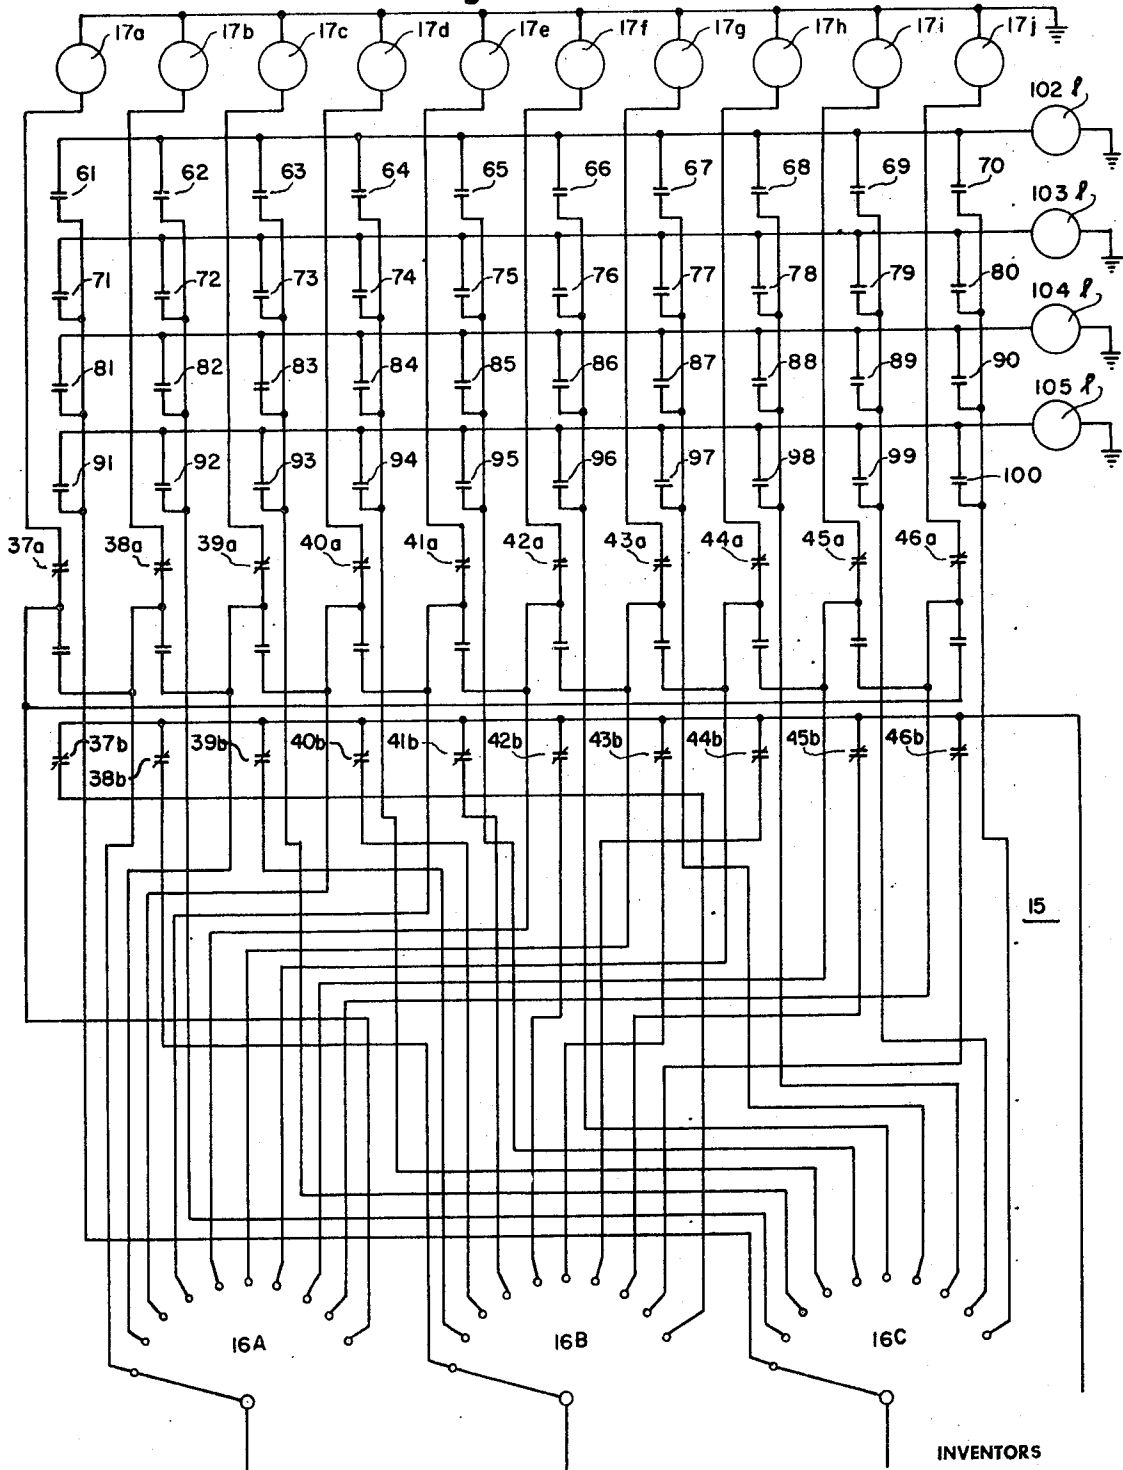 17a 17b 17c 17d 17e 17f 17g 17h 17i 17j
102 l
61 62 63 64 65 66 67 68 69 70
103 l
71 72 73 74 75 76 77 78 79 80
104 l
81 82 83 84 85 86 87 88 89 90
105 l
91 92 93 94 95 96 97 98 99 100
37a 38a 39a 40a 41a 42a 43a 44a 45a 46a
37b 38b 39b 40b 41b 42b 43b 44b 45b 46b
15
16A 16B 16C
INVENTORS